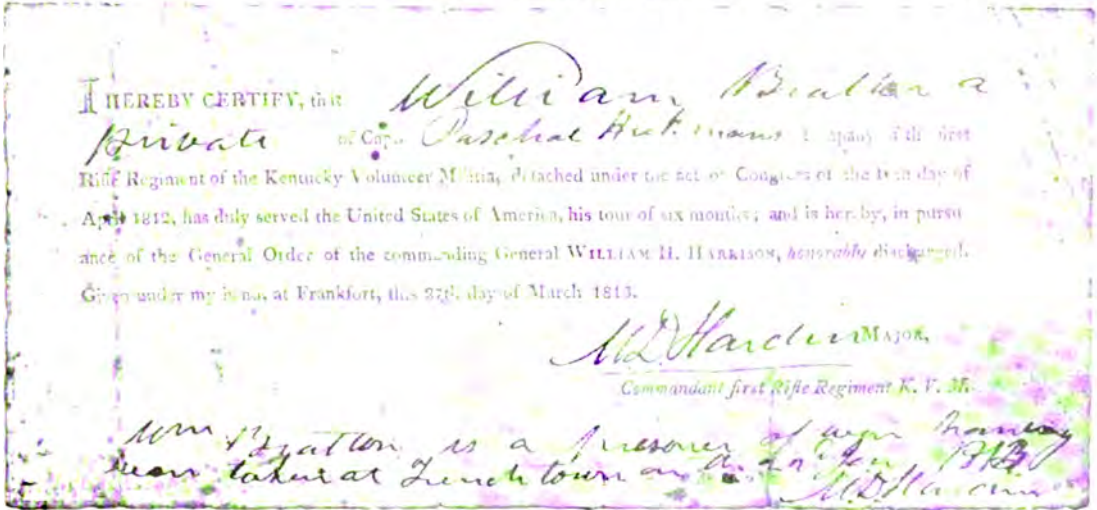 I HEREBY CERTIFY, that William Bratton a
private of Capt. Paschal Hickmans Company of the first
Rifle Regiment of the Kentucky Volunteer Militia, detached under the act of Congress of the tenth day of
April 1812, has duly served the United States of America, his tour of six months; and is hereby, in pursu
ance of the General Order of the commanding General WILLIAM H. HARRISON, honorably discharged.
Given under my hand, at Frankfort, this 27th day of March 1813.
MD Hardin MAJOR,
Commandant first Rifle Regiment K. V. M.
Wm Bratton is a prisoner of war having
been taken at Frenchtown on Jan 1813
MD Hardin